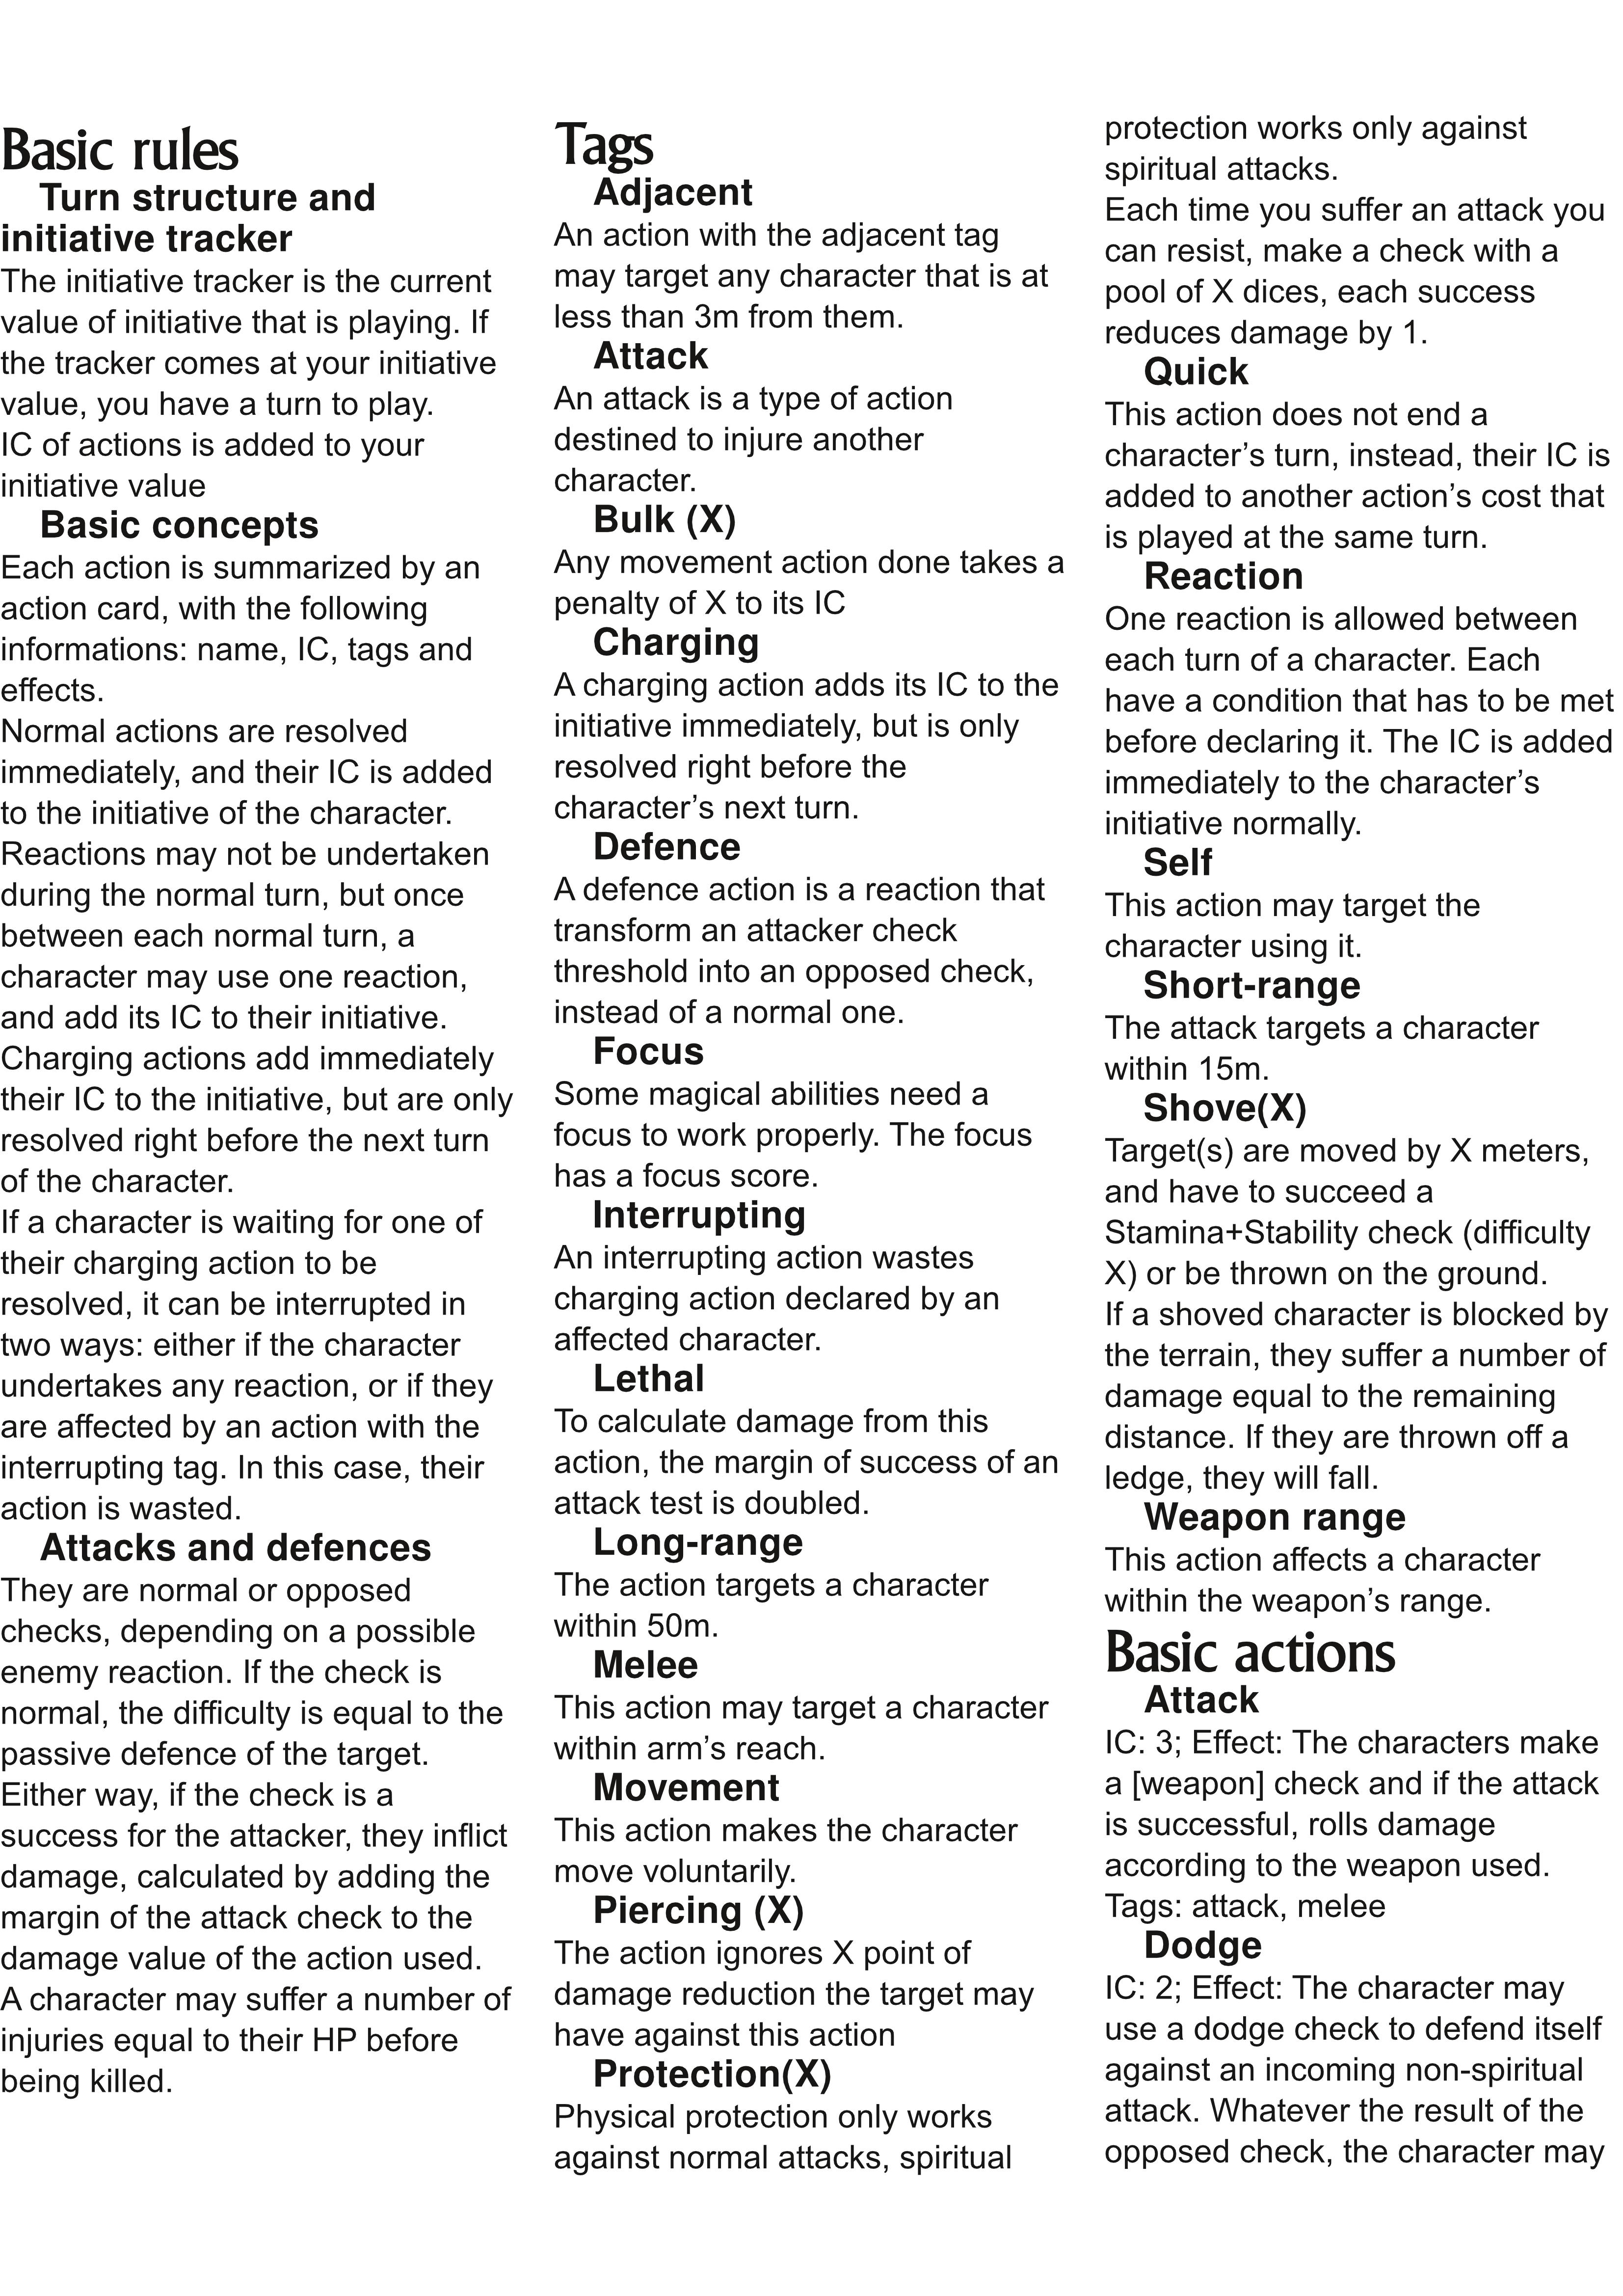 Basic rules
Turn structure and
initiative tracker
The initiative tracker is the current
value of initiative that is playing. If
the tracker comes at your initiative
value, you have a turn to play.
IC of actions is added to your
initiative value
Basic concepts
Each action is summarized by an
action card, with the following
informations: name, IC, tags and
effects.
Normal actions are resolved
immediately, and their IC is added
to the initiative of the character.
Reactions may not be undertaken
during the normal turn, but once
between each normal turn, a
character may use one reaction,
and add its IC to their initiative.
Charging actions add immediately
their IC to the initiative, but are only
resolved right before the next turn
of the character.
If a character is waiting for one of
their charging action to be
resolved, it can be interrupted in
two ways: either if the character
undertakes any reaction, or if they
are affected by an action with the
interrupting tag. In this case, their
action is wasted.
Attacks and defences
They are normal or opposed
checks, depending on a possible
enemy reaction. If the check is
normal, the difficulty is equal to the
passive defence of the target.
Either way, if the check is a
success for the attacker, they inflict
damage, calculated by adding the
margin of the attack check to the
damage value of the action used.
A character may suffer a number of
injuries equal to their HP before
being killed.
Tags
Adjacent
An action with the adjacent tag
may target any character that is at
less than 3m from them.
Attack
An attack is a type of action
destined to injure another
character.
Bulk (X)
Any movement action done takes a
penalty of X to its IC
Charging
A charging action adds its IC to the
initiative immediately, but is only
resolved right before the
character’s next turn.
Defence
A defence action is a reaction that
transform an attacker check
threshold into an opposed check,
instead of a normal one.
Focus
Some magical abilities need a
focus to work properly. The focus
has a focus score.
Interrupting
An interrupting action wastes
charging action declared by an
affected character.
Lethal
To calculate damage from this
action, the margin of success of an
attack test is doubled.
Long-range
The action targets a character
within 50m.
Melee
This action may target a character
within arm’s reach.
Movement
This action makes the character
move voluntarily.
Piercing (X)
The action ignores X point of
damage reduction the target may
have against this action
Protection(X)
Physical protection only works
against normal attacks, spiritual
protection works only against
spiritual attacks.
Each time you suffer an attack you
can resist, make a check with a
pool of X dices, each success
reduces damage by 1.
Quick
This action does not end a
character’s turn, instead, their IC is
added to another action’s cost that
is played at the same turn.
Reaction
One reaction is allowed between
each turn of a character. Each
have a condition that has to be met
before declaring it. The IC is added
immediately to the character’s
initiative normally.
Self
This action may target the
character using it.
Short-range
The attack targets a character
within 15m.
Shove(X)
Target(s) are moved by X meters,
and have to succeed a
Stamina+Stability check (difficulty
X) or be thrown on the ground.
If a shoved character is blocked by
the terrain, they suffer a number of
damage equal to the remaining
distance. If they are thrown off a
ledge, they will fall.
Weapon range
This action affects a character
within the weapon’s range.
Basic actions
Attack
IC: 3; Effect: The characters make
a [weapon] check and if the attack
is successful, rolls damage
according to the weapon used.
Tags: attack, melee
Dodge
IC: 2; Effect: The character may
use a dodge check to defend itself
against an incoming non-spiritual
attack. Whatever the result of the
opposed check, the character may